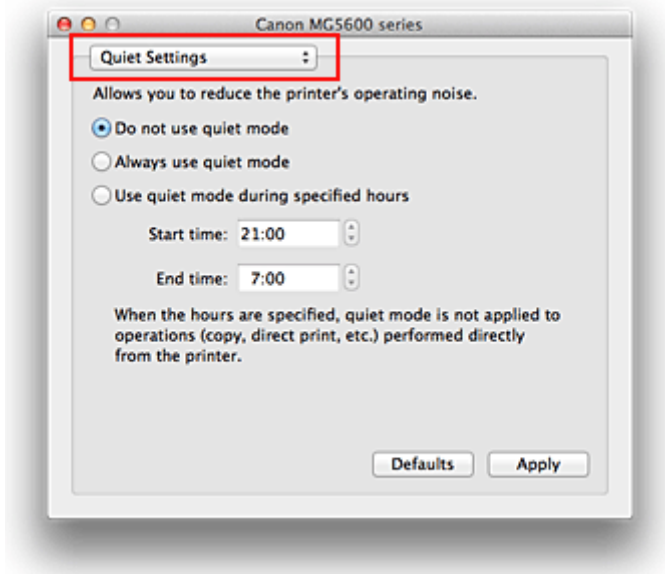 Canon MG5600 series
Quiet Settings
Allows you to reduce the printer's operating noise.
Do not use quiet mode
Always use quiet mode
Use quiet mode during specified hours
Start time: 21:00
End time: 7:00
When the hours are specified, quiet mode is not applied to
operations (copy, direct print, etc.) performed directly
from the printer.
Defaults Apply